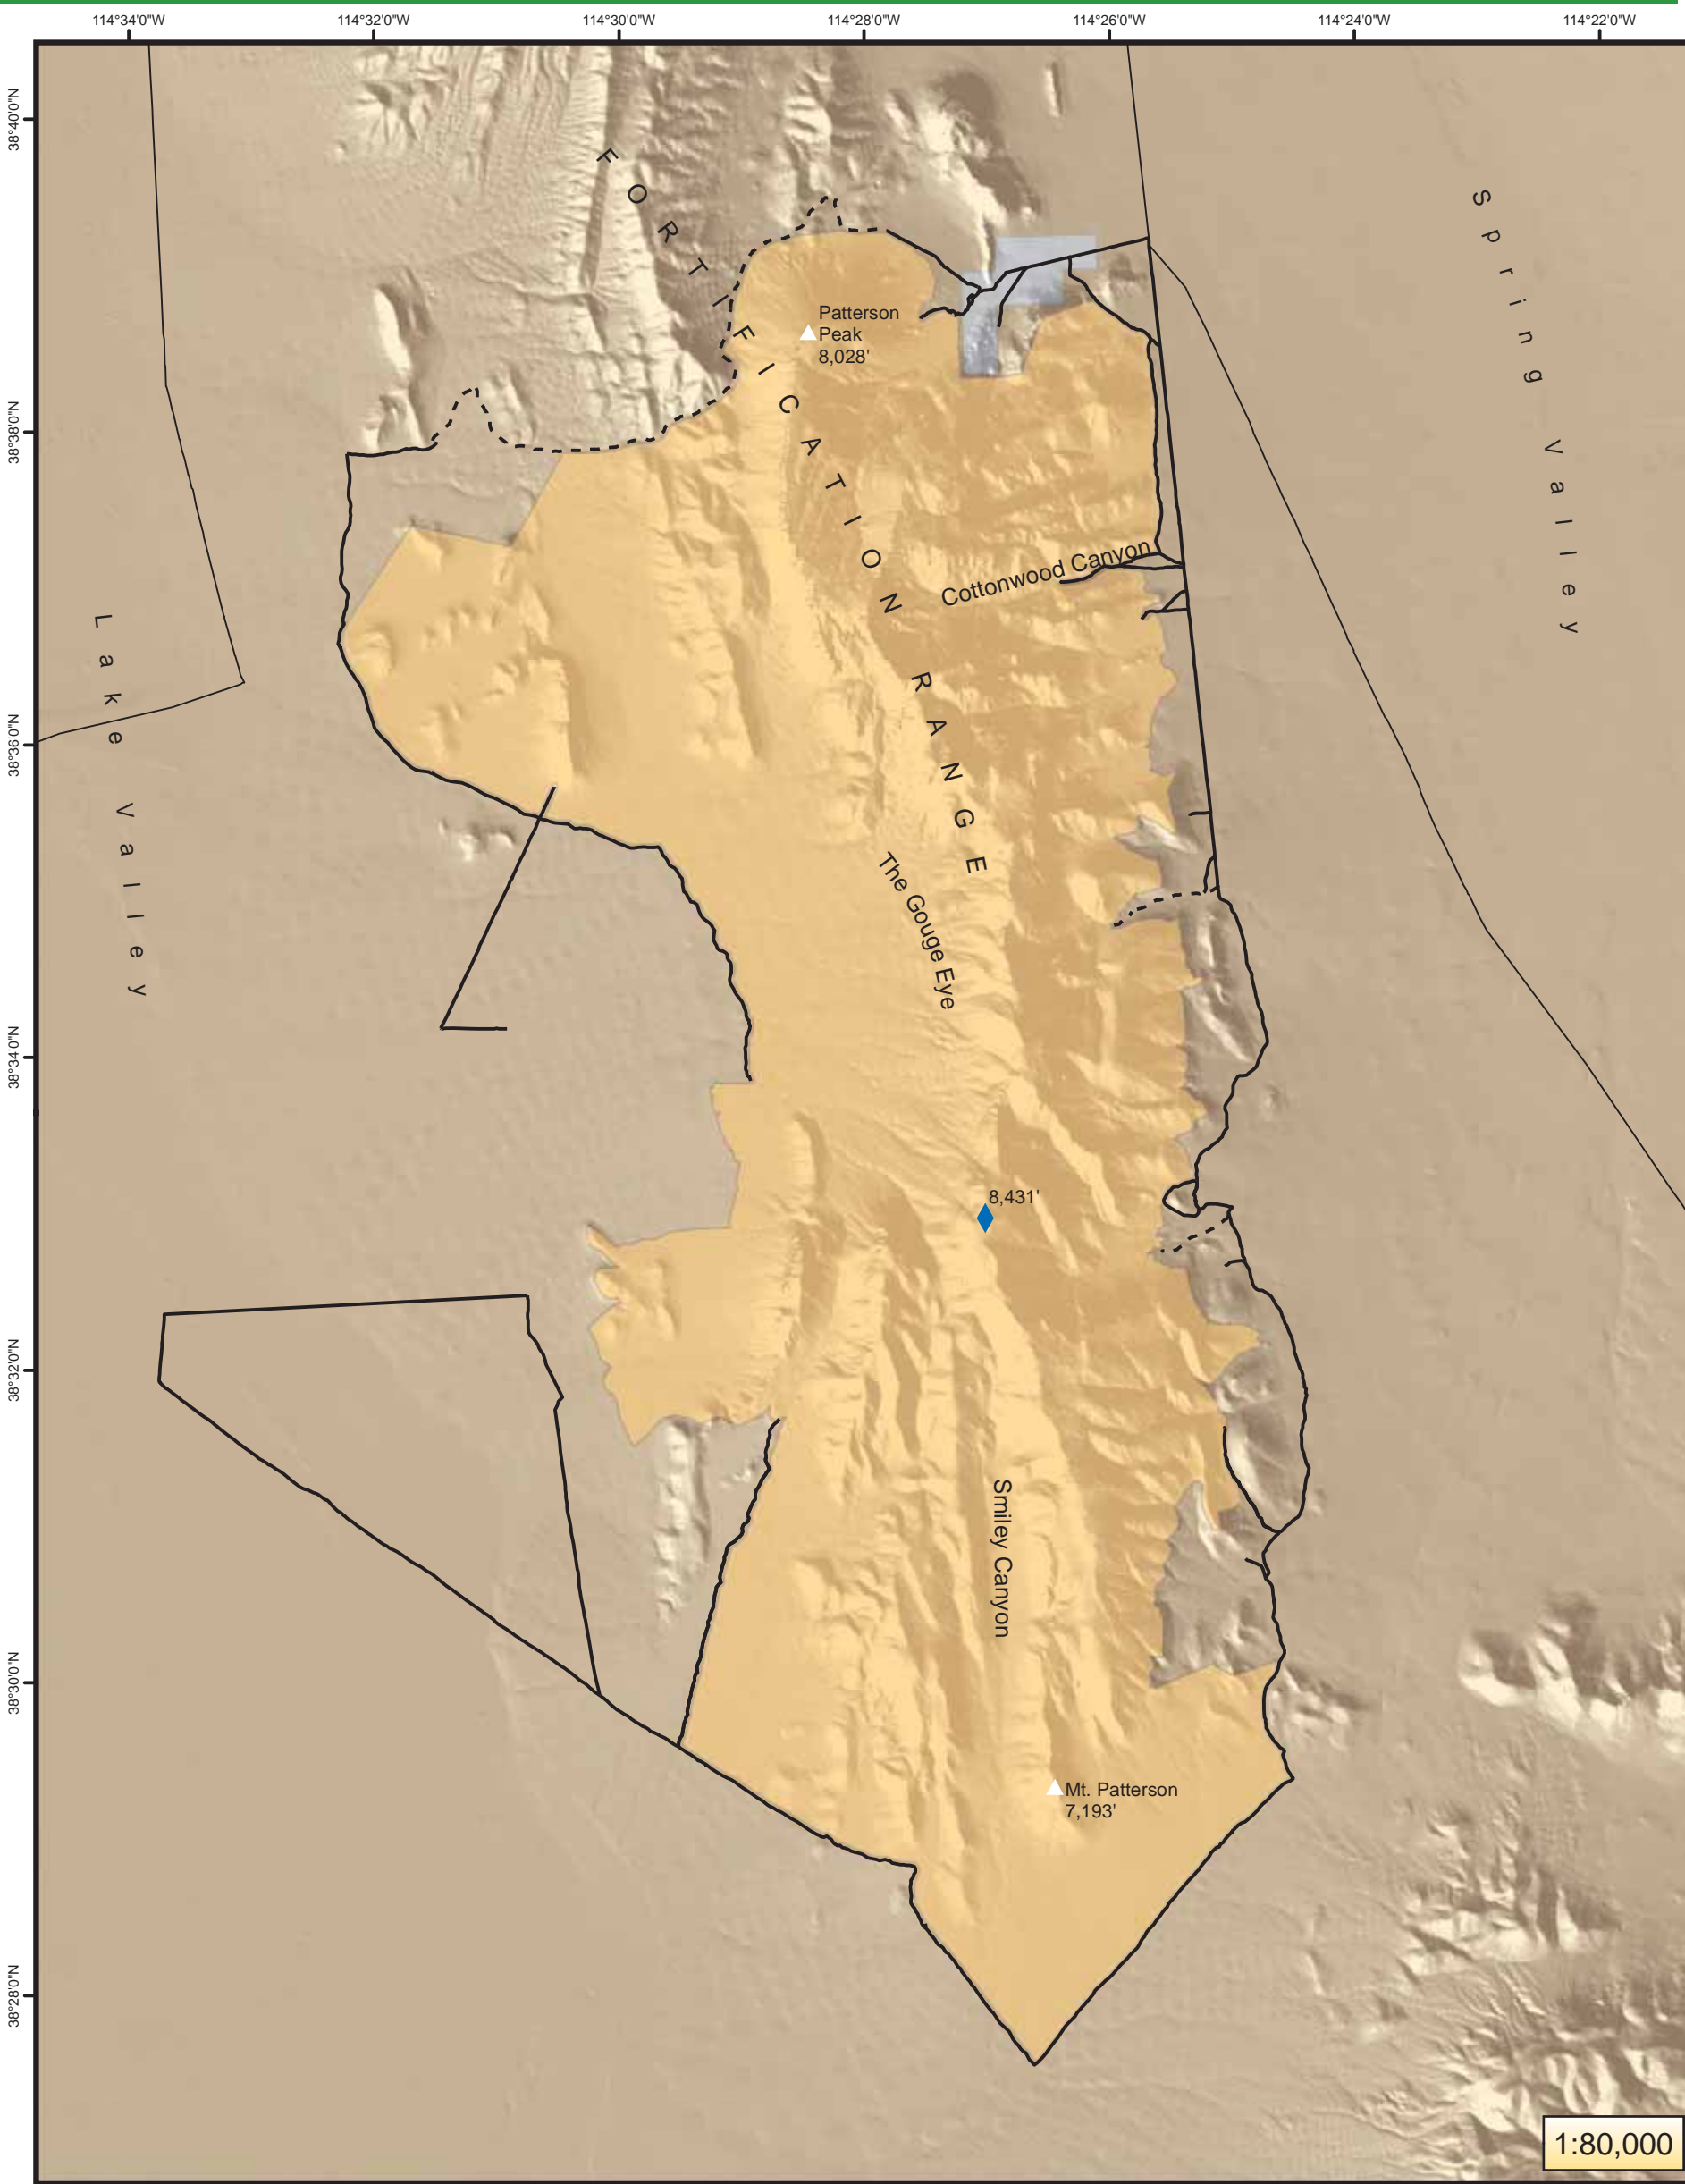 114°34'0"W 114°32'0"W 114°30'0"W 114°28'0"W 114°26'0"W 114°24'0"W 114°22'0"W
38°40'0"N
38°38'0"N
38°36'0"N
38°34'0"N
38°32'0"N
38°30'0"N
38°28'0"N
FORTIFICATION RANGE
Spring Valley
Patterson
Peak
8,028'
Cottonwood Canyon
Lake Valley
The Gouge Eye
8,431'
Smiley Canyon
Mt. Patterson
7,193'
1:80,000